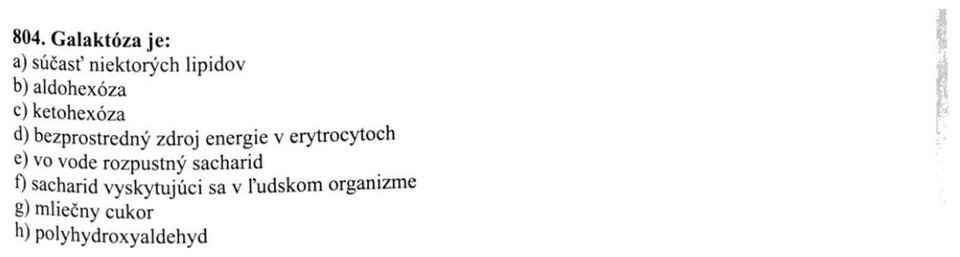 804. Galaktóza je:
a) súčasť niektorých lipidov
b) aldohexóza
c) ketohexóza
d) bezprostredný zdroj energie v erytrocytoch
e) vo vode rozpustný sacharid
f) sacharid vyskytujúci sa v ľudskom organizme
g) mliečny cukor
h) polyhydroxyaldehyd